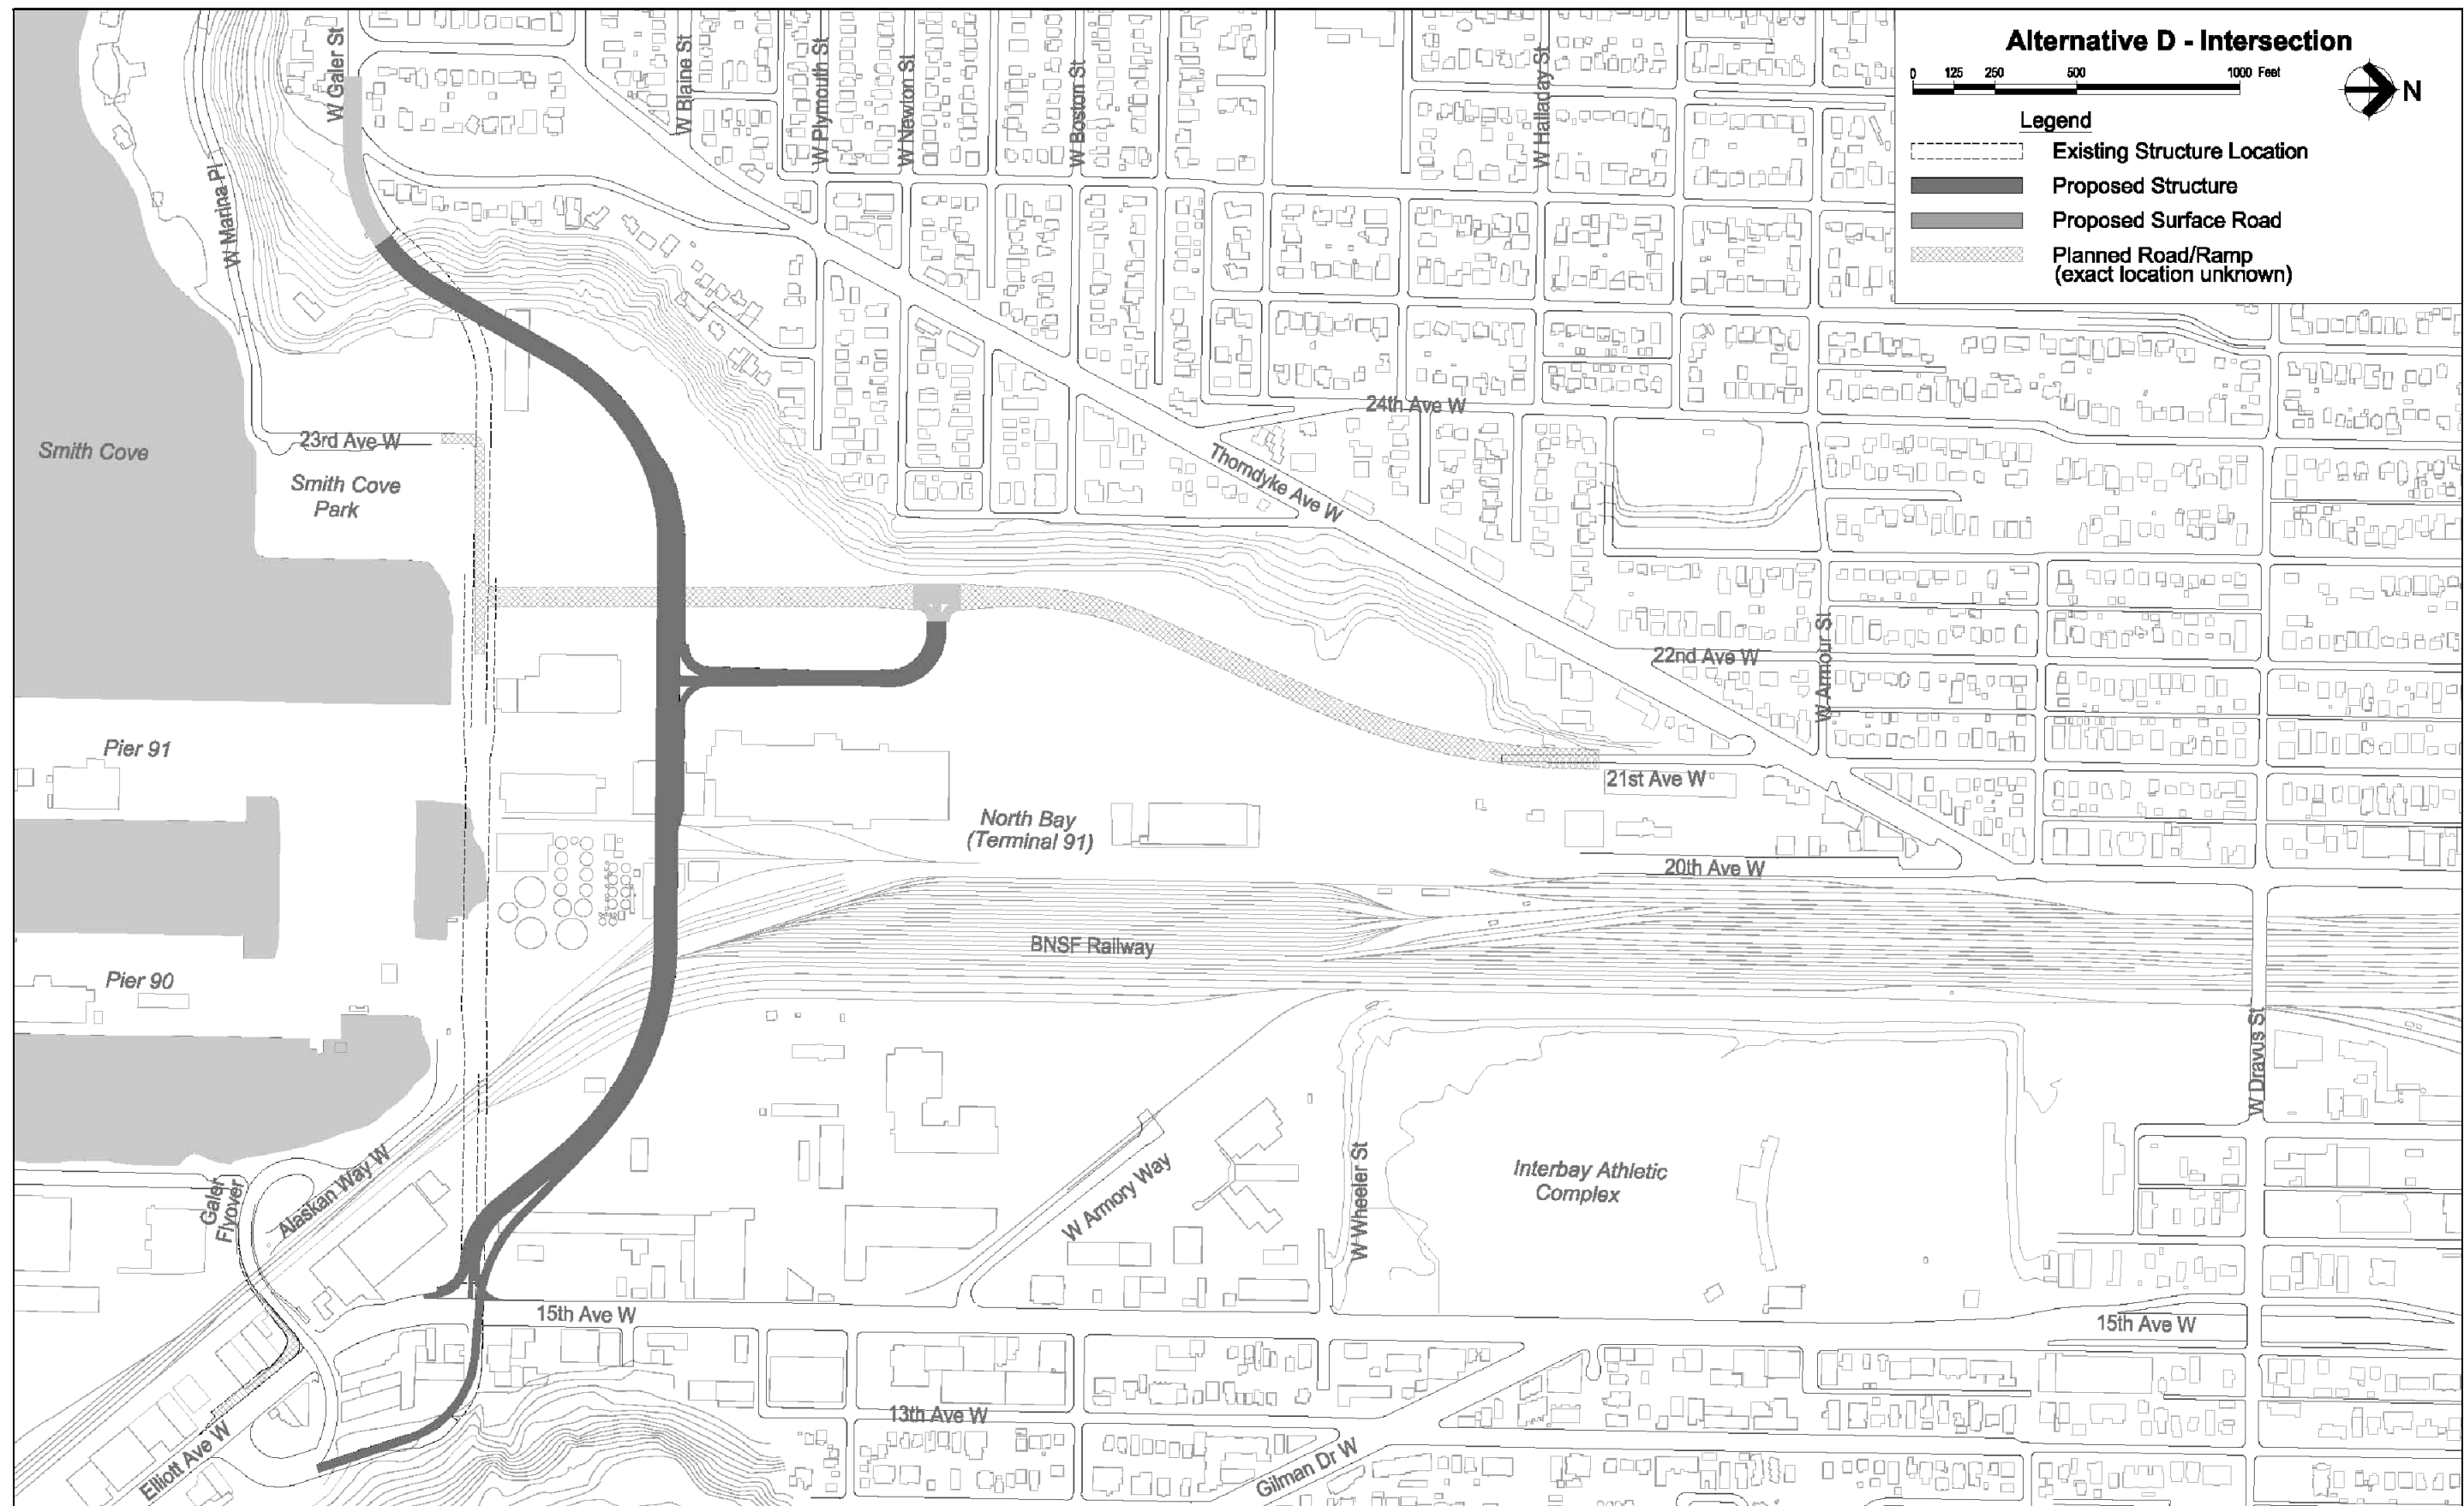 Alternative D - Intersection
0 125 250 500 1000 Feet
N
Legend
Existing Structure Location
Proposed Structure
Proposed Surface Road
Planned Road/Ramp
(exact location unknown)
W Galer St
W Blaine St
W Plymouth St
W Newton St
W Boston St
W Halladay St
W Marina Pl
24th Ave W
Thorndyke Ave W
23rd Ave W
Smith Cove
Smith Cove
Park
22nd Ave W
W Armour St
Pier 91
21st Ave W
North Bay
(Terminal 91)
20th Ave W
BNSF Railway
Pier 90
W Dravus St
Galer
Flyover
Alaskan Way W
W Armory Way
W Wheeler St
Interbay Athletic
Complex
15th Ave W
15th Ave W
13th Ave W
Elliott Ave W
Gilman Dr W